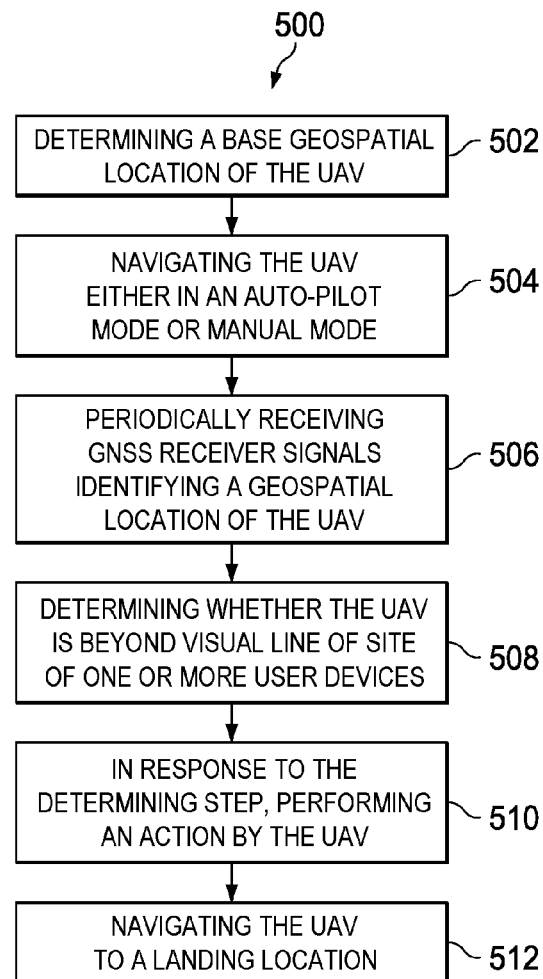 500
DETERMINING A BASE GEOSPATIAL
LOCATION OF THE UAV
502
NAVIGATING THE UAV
EITHER IN AN AUTO-PILOT
MODE OR MANUAL MODE
504
PERIODICALLY RECEIVING
GNSS RECEIVER SIGNALS
IDENTIFYING A GEOSPATIAL
LOCATION OF THE UAV
506
DETERMINING WHETHER THE UAV
IS BEYOND VISUAL LINE OF SITE
OF ONE OR MORE USER DEVICES
508
IN RESPONSE TO THE
DETERMINING STEP, PERFORMING
AN ACTION BY THE UAV
510
NAVIGATING THE UAV
TO A LANDING LOCATION
512